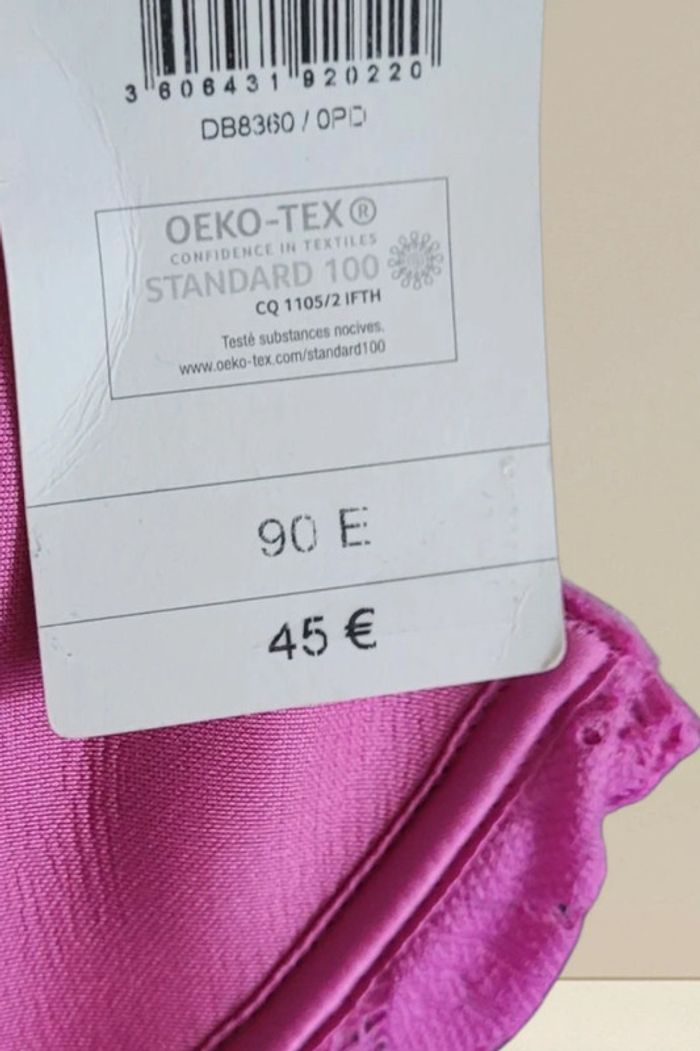 3 606431 920220
DB8360 / 0PD
OEKO-TEX®
CONFIDENCE IN TEXTILES
STANDARD 100
CQ 1105/2 IFTH
Testé substances nocives.
www.oeko-tex.com/standard100
90 E
45 €